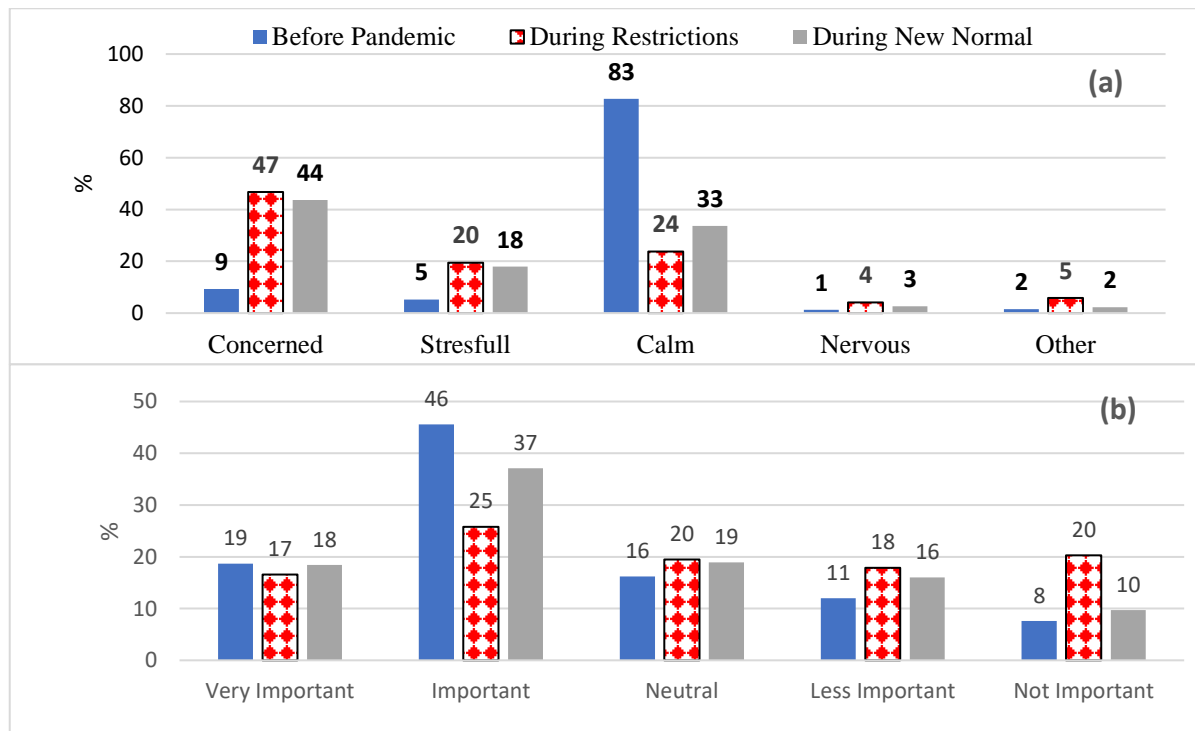 Before Pandemic During Restrictions During New Normal
(a)
%
100
80
60
40
20
0
9 47 44
5 20 18
83 24 33
1 4 3
2 5 2
Concerned Stresfull Calm Nervous Other
(b)
%
50
40
30
20
10
0
19 17 18
46 25 37
16 20 19
11 18 16
8 20 10
Very Important Important Neutral Less Important Not Important